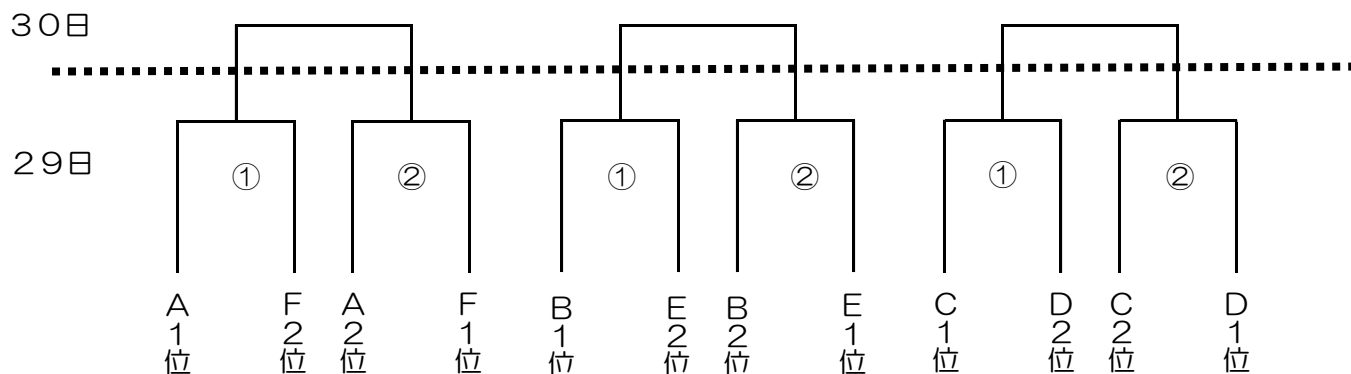 ３０日
２９日
①
②
①
②
①
②
A1位
F2位
A2位
F1位
B1位
E2位
B2位
E1位
C1位
D2位
C2位
D1位